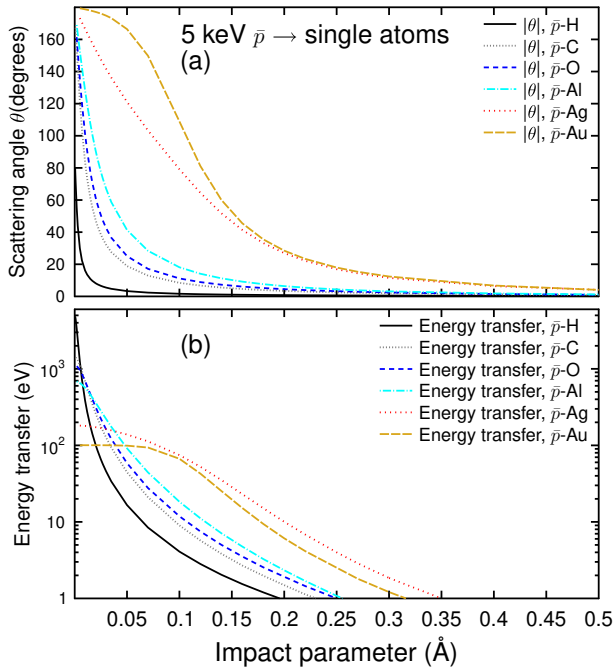 5 keV p̄ → single atoms
(a)
|θ|, p̄-H
|θ|, p̄-C
|θ|, p̄-O
|θ|, p̄-Al
|θ|, p̄-Ag
|θ|, p̄-Au
Scattering angle θ(degrees)
160
140
120
100
80
60
40
20
0
(b)
Energy transfer, p̄-H
Energy transfer, p̄-C
Energy transfer, p̄-O
Energy transfer, p̄-Al
Energy transfer, p̄-Ag
Energy transfer, p̄-Au
Energy transfer (eV)
10³
10²
10
1
0.05 0.1 0.15 0.2 0.25 0.3 0.35 0.4 0.45 0.5
Impact parameter (Å)